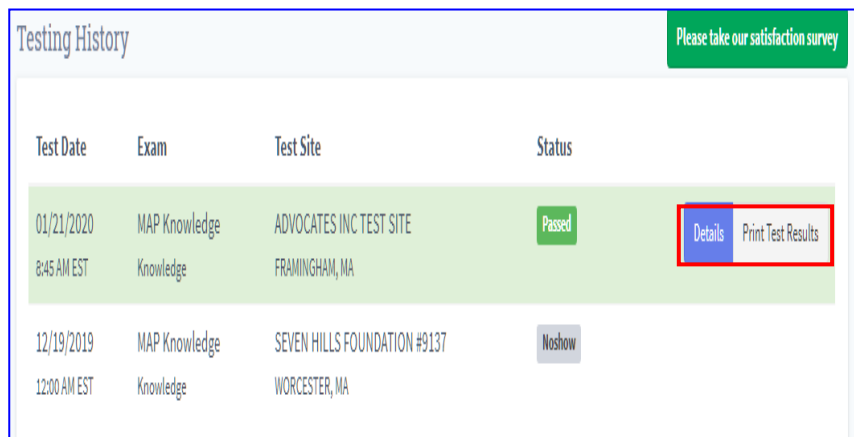 Testing History
Please take our satisfaction survey
Test Date Exam Test Site Status
01/21/2020 MAP Knowledge ADVOCATES INC TEST SITE Passed Details Print Test Results
8:45 AM EST Knowledge FRAMINGHAM, MA
12/19/2019 MAP Knowledge SEVEN HILLS FOUNDATION #9137 Noshow
12:00 AM EST Knowledge WORCESTER, MA